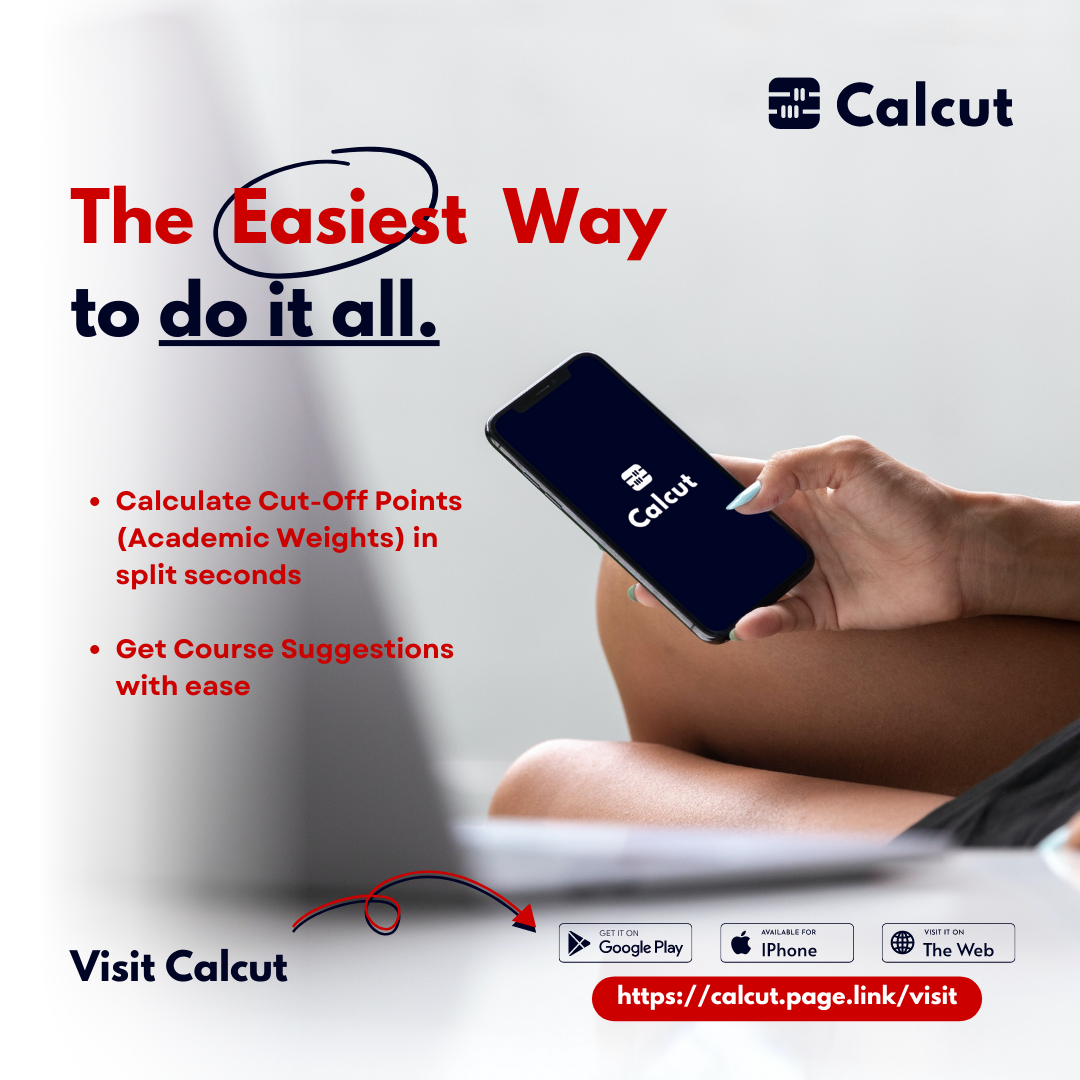 Calcut
The Easiest Way
to do it all.
Calcut
• Calculate Cut-Off Points
(Academic Weights) in
split seconds
• Get Course Suggestions
with ease
Visit Calcut
GET IT ON
Google Play
AVAILABLE FOR
IPhone
VISIT IT ON
The Web
https://calcut.page.link/visit